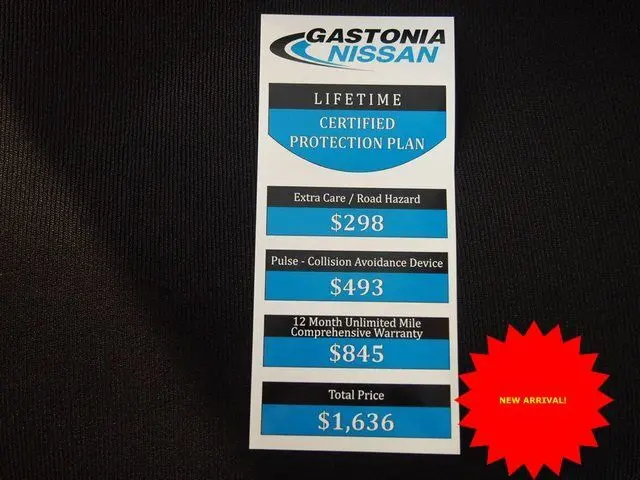 GASTONIA
NISSAN
LIFETIME
CERTIFIED
PROTECTION PLAN
Extra Care / Road Hazard
$298
Pulse - Collision Avoidance Device
$493
12 Month Unlimited Mile
Comprehensive Warranty
$845
Total Price
$1,636
NEW ARRIVAL!